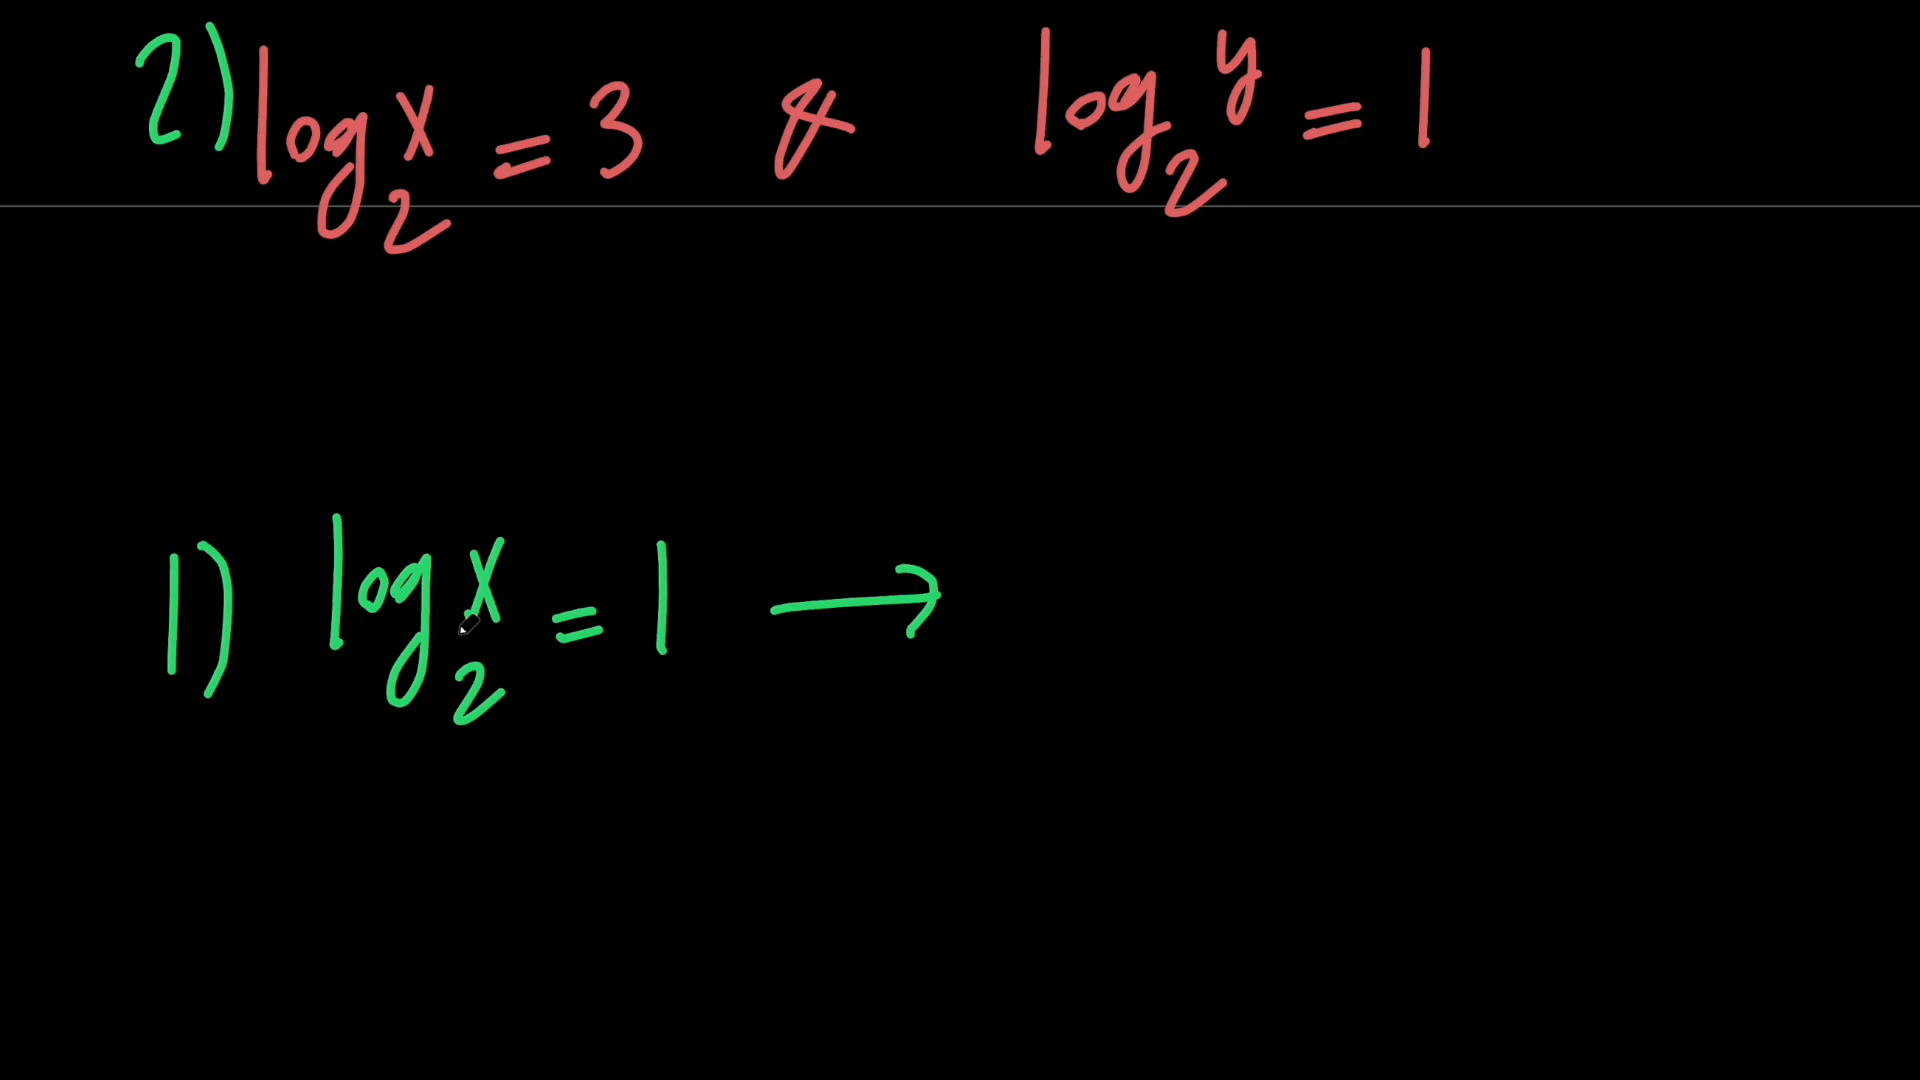 2) log₂ x = 3 & log₂ y = 1
1) log₂ x = 1 →